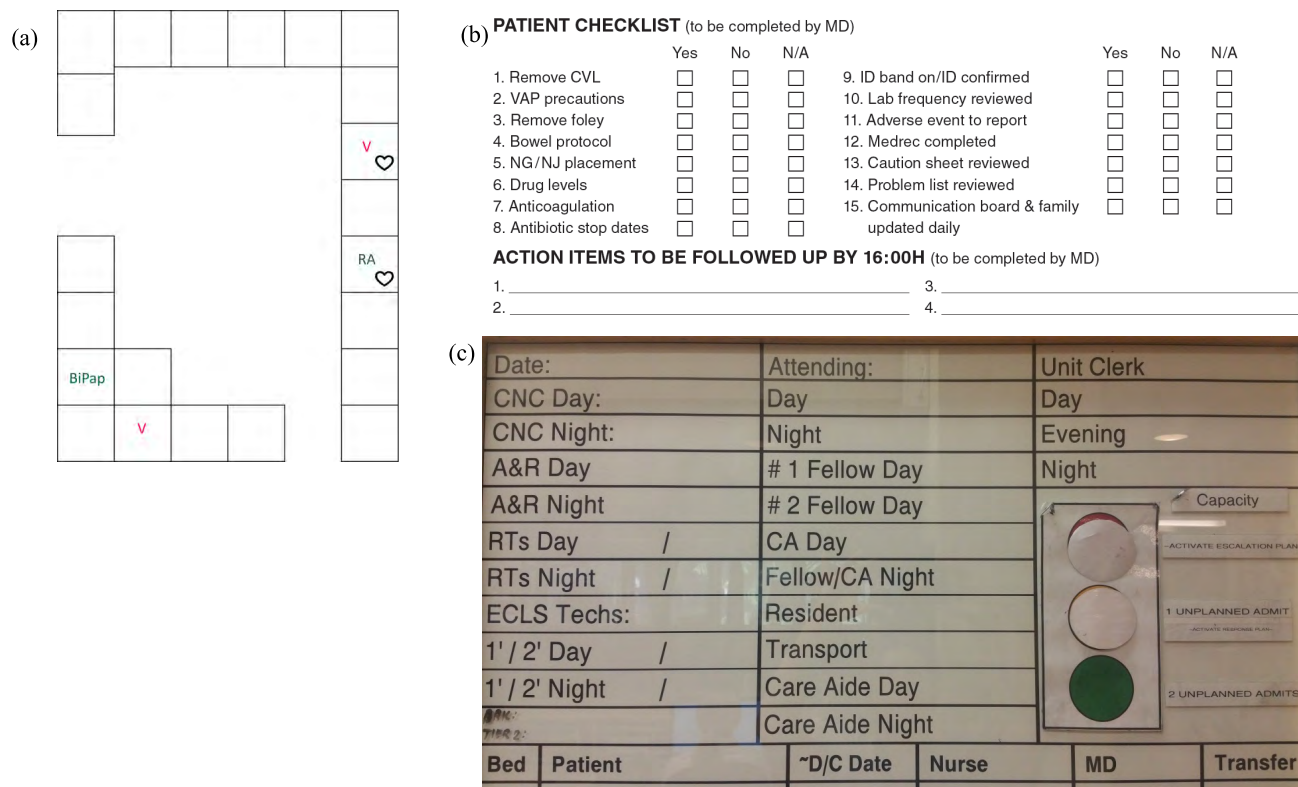 (a)
V
RA
BiPap
V
(b)
PATIENT CHECKLIST (to be completed by MD)
Yes No N/A
1. Remove CVL
2. VAP precautions
3. Remove foley
4. Bowel protocol
5. NG/NJ placement
6. Drug levels
7. Anticoagulation
8. Antibiotic stop dates
Yes No N/A
9. ID band on/ID confirmed
10. Lab frequency reviewed
11. Adverse event to report
12. Medrec completed
13. Caution sheet reviewed
14. Problem list reviewed
15. Communication board & family
updated daily
ACTION ITEMS TO BE FOLLOWED UP BY 16:00H (to be completed by MD)
1. 3.
2. 4.
(c)
Date: Attending: Unit Clerk
CNC Day: Day Day
CNC Night: Night Evening
A&R Day # 1 Fellow Day Night
A&R Night # 2 Fellow Day Capacity
RTs Day / CA Day -ACTIVATE ESCALATION PLAN
RTs Night / Fellow/CA Night
ECLS Techs: Resident 1 UNPLANNED ADMIT
-ACTIVATE RESPONSE PLAN-
1' / 2' Day / Transport
1' / 2' Night / Care Aide Day 2 UNPLANNED ADMITS
TIER 2: Care Aide Night
Bed Patient ~D/C Date Nurse MD Transfer